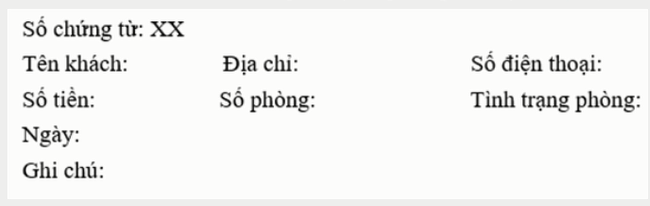 Số chứng từ: XX
Tên khách: Địa chỉ: Số điện thoại:
Số tiền: Số phòng: Tình trạng phòng:
Ngày:
Ghi chú: